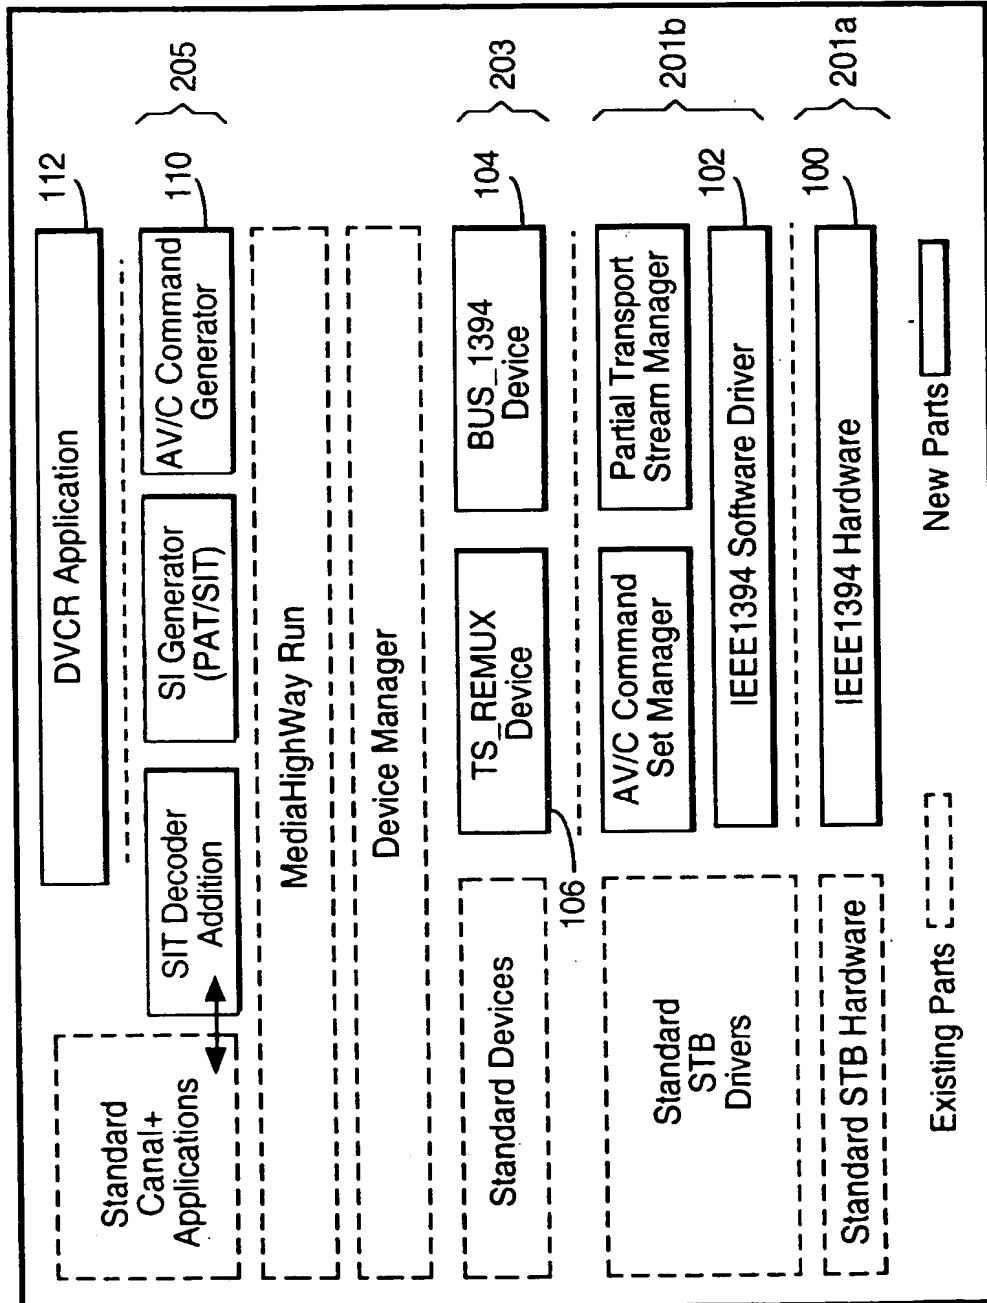 112
DVCR Application
205
110
Standard
Canal+
Applications
SIT Decoder
Addition
SI Generator
(PAT/SIT)
AV/C Command
Generator
MediaHighWay Run
Device Manager
203
104
Standard Devices
TS_REMUX
Device
BUS_1394
Device
106
201b
Standard
STB
Drivers
AV/C Command
Set Manager
Partial Transport
Stream Manager
102
IEEE1394 Software Driver
201a
100
Standard STB Hardware
IEEE1394 Hardware
Existing Parts
New Parts